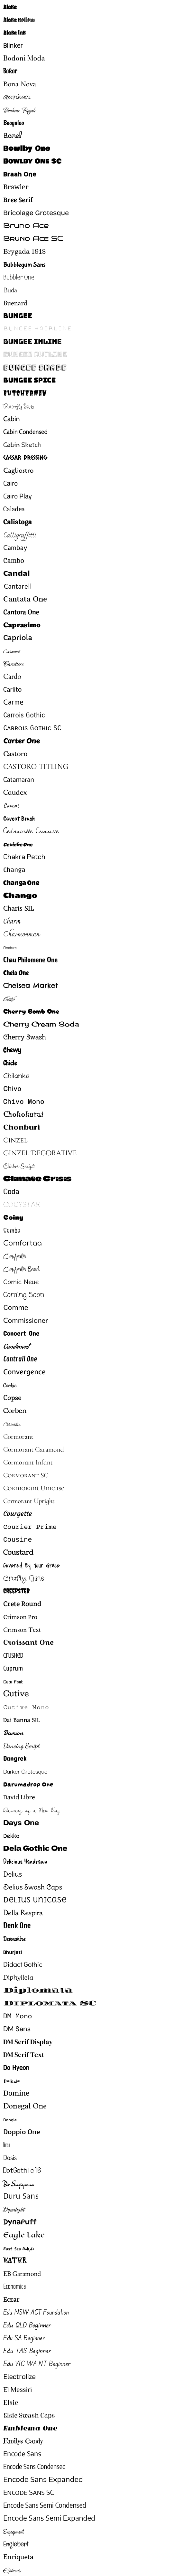 Blaka
Blaka Hollow
Blaka Ink
Blinker
Bodoni Moda
Bokor
Bona Nova
Bonbon
Bonheur Royale
Boogaloo
Borel
Bowlby One
Bowlby One SC
Braah One
Brawler
Bree Serif
Bricolage Grotesque
Bruno Ace
Bruno Ace SC
Brygada 1918
Bubblegum Sans
Bubbler One
Buda
Buenard
Bungee
Bungee Hairline
Bungee Inline
Bungee Outline
Bungee Shade
Bungee Spice
Butcherman
Butterfly Kids
Cabin
Cabin Condensed
Cabin Sketch
Caesar Dressing
Cagliostro
Cairo
Cairo Play
Caladea
Calistoga
Calligraffitti
Cambay
Cambo
Candal
Cantarell
Cantata One
Cantora One
Caprasimo
Capriola
Caramel
Carattere
Cardo
Carlito
Carme
Carrois Gothic
Carrois Gothic SC
Carter One
Castoro
Castoro Titling
Catamaran
Caudex
Caveat
Caveat Brush
Cedarville Cursive
Ceviche One
Chakra Petch
Changa
Changa One
Chango
Charis SIL
Charm
Charmonman
Chathura
Chau Philomene One
Chela One
Chelsea Market
Cherish
Cherry Bomb One
Cherry Cream Soda
Cherry Swash
Chewy
Chicle
Chilanka
Chivo
Chivo Mono
Chokokutai
Chonburi
Cinzel
Cinzel Decorative
Clicker Script
Climate Crisis
Coda
Codystar
Coiny
Combo
Comfortaa
Comforter
Comforter Brush
Comic Neue
Coming Soon
Comme
Commissioner
Concert One
Condiment
Contrail One
Convergence
Cookie
Copse
Corben
Corinthia
Cormorant
Cormorant Garamond
Cormorant Infant
Cormorant SC
Cormorant Unicase
Cormorant Upright
Courgette
Courier Prime
Cousine
Coustard
Covered By Your Grace
Crafty Girls
Creepster
Crete Round
Crimson Pro
Crimson Text
Croissant One
Crushed
Cuprum
Cute Font
Cutive
Cutive Mono
Dai Banna SIL
Damion
Dancing Script
Dangrek
Darker Grotesque
Darumadrop One
David Libre
Dawning of a New Day
Days One
Dekko
Dela Gothic One
Delicious Handrawn
Delius
Delius Swash Caps
Delius Unicase
Della Respira
Denk One
Devonshire
Dhurjati
Didact Gothic
Diphylleia
Diplomata
Diplomata SC
DM Mono
DM Sans
DM Serif Display
DM Serif Text
Do Hyeon
Dokdo
Domine
Donegal One
Dongle
Doppio One
Dorsa
Dosis
DotGothic16
Dr Sugiyama
Duru Sans
Dynalight
DynaPuff
Eagle Lake
East Sea Dokdo
Eater
EB Garamond
Economica
Eczar
Edu NSW ACT Foundation
Edu QLD Beginner
Edu SA Beginner
Edu TAS Beginner
Edu VIC WA NT Beginner
Electrolize
El Messiri
Elsie
Elsie Swash Caps
Emblema One
Emilys Candy
Encode Sans
Encode Sans Condensed
Encode Sans Expanded
Encode Sans SC
Encode Sans Semi Condensed
Encode Sans Semi Expanded
Engagement
Englebert
Enriqueta
Ephesis